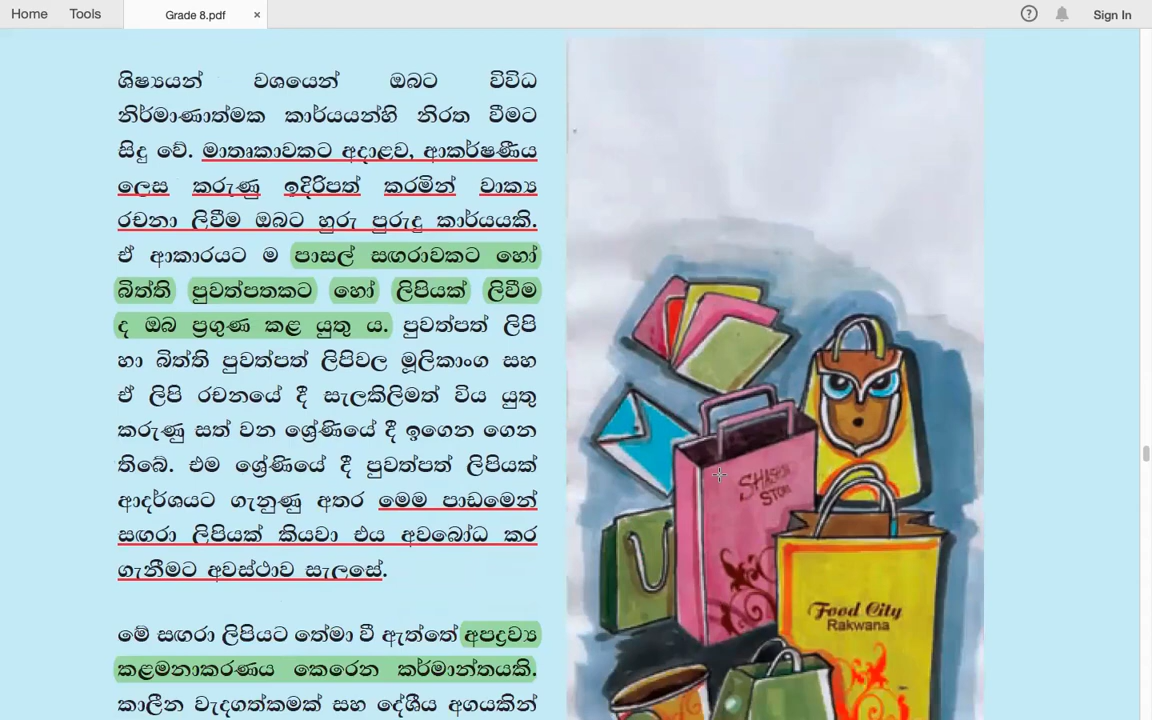 Home
Tools
Grade 8.pdf
×
?
Sign In
ශිෂ්‍යයන් වශයෙන් ඔබට විවිධ
නිර්මාණාත්මක කාර්යයන්හි නිරත වීමට
සිදු වේ. මාතෘකාවකට අදාළව, ආකර්ෂණීය
ලෙස කරුණු ඉදිරිපත් කරමින් වාක්‍ය
රචනා ලිවීම ඔබට හුරු පුරුදු කාර්යයකි.
ඒ ආකාරයට ම පාසල් සඟරාවකට හෝ
බිත්ති පුවත්පතකට හෝ ලිපියක් ලිවීම
ද ඔබ ප්‍රගුණ කළ යුතු ය. පුවත්පත් ලිපි
හා බිත්ති පුවත්පත් ලිපිවල මූලිකාංග සහ
ඒ ලිපි රචනයේ දී සැලකිලිමත් විය යුතු
කරුණු සත් වන ශ්‍රේණියේ දී ඉගෙන ගෙන
තිබේ. එම ශ්‍රේණියේ දී පුවත්පත් ලිපියක්
ආදර්ශයට ගැනුණු අතර මෙම පාඩමෙන්
සඟරා ලිපියක් කියවා එය අවබෝධ කර
ගැනීමට අවස්ථාව සැලසේ.
මේ සඟරා ලිපියට තේමා වී ඇත්තේ අපද්‍රව්‍ය
කළමනාකරණය කෙරෙන කර්මාන්තයකි.
කාලීන වැදගත්කමක් සහ දේශීය අගයකින්
Food City
Rakwana